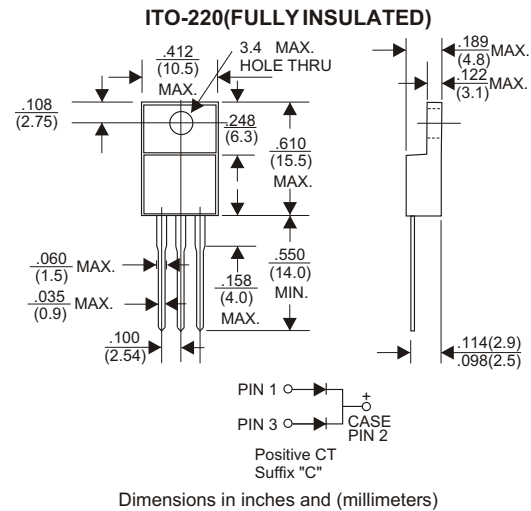 ITO-220(FULLY INSULATED)
.412
(10.5)
MAX.
3.4 MAX.
HOLE THRU
.189
(4.8) MAX.
.122
(3.1) MAX.
.108
(2.75)
.248
(6.3)
.610
(15.5)
MAX.
.060
(1.5) MAX.
.035
(0.9) MAX.
.158
(4.0)
MAX.
.550
(14.0)
MIN.
.100
(2.54)
.114(2.9)
.098(2.5)
PIN 1
+
PIN 3
CASE
PIN 2
Positive CT
Suffix "C"
Dimensions in inches and (millimeters)